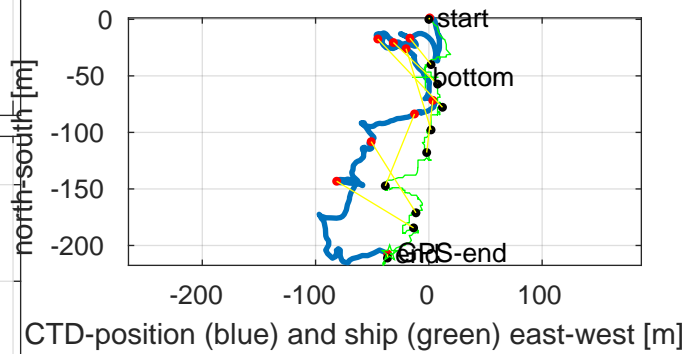 0
start
-50
bottom
-100
-150
-200
GPS-end
end
north-south [m]
-200
-100
0
100
CTD-position (blue) and ship (green) east-west [m]